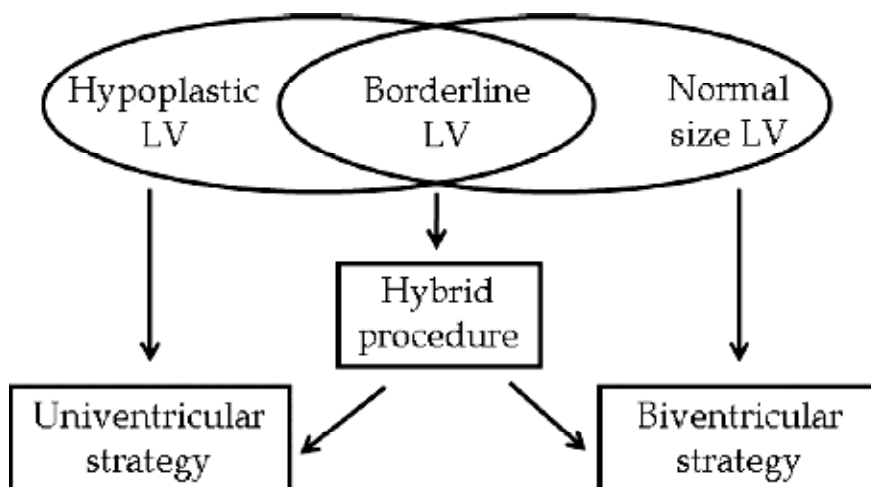 Hypoplastic
LV
Borderline
LV
Normal
size LV
Hybrid
procedure
Univentricular
strategy
Biventricular
strategy